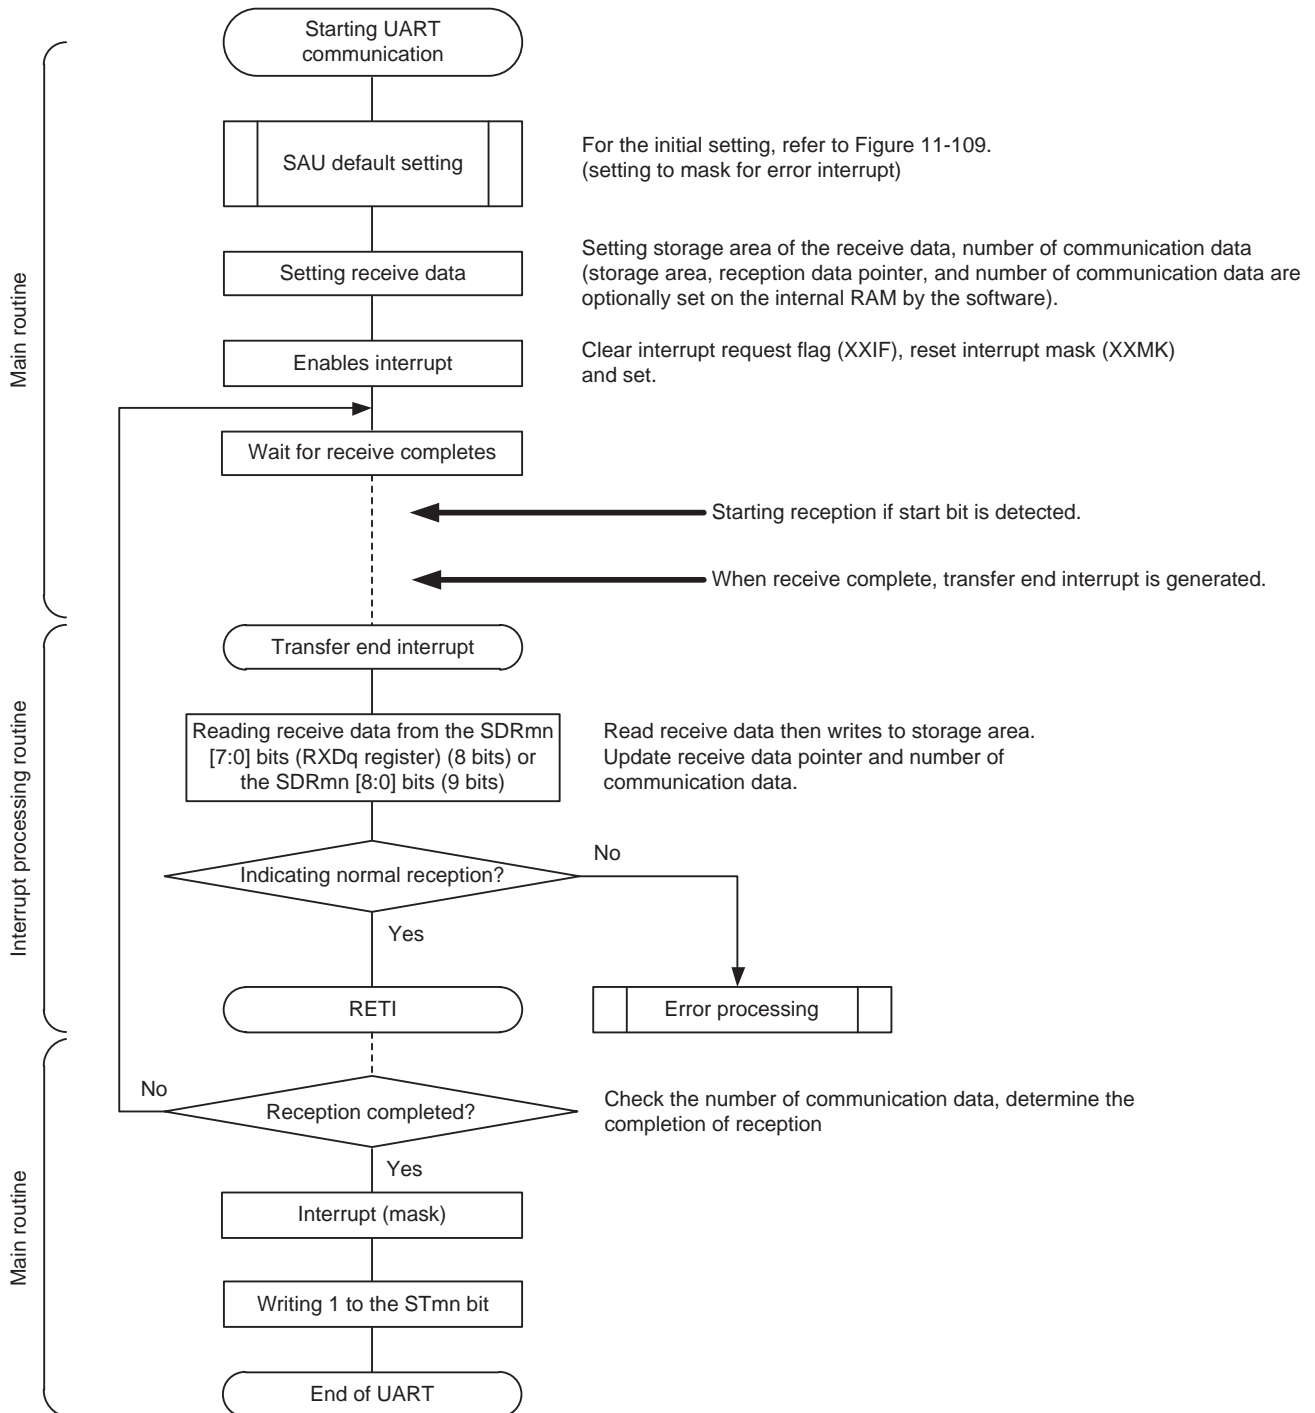 Starting UART
communication
SAU default setting
For the initial setting, refer to Figure 11-109.
(setting to mask for error interrupt)
Main routine
Setting receive data
Setting storage area of the receive data, number of communication data
(storage area, reception data pointer, and number of communication data are
optionally set on the internal RAM by the software).
Enables interrupt
Clear interrupt request flag (XXIF), reset interrupt mask (XXMK)
and set.
Wait for receive completes
Starting reception if start bit is detected.
When receive complete, transfer end interrupt is generated.
Interrupt processing routine
Transfer end interrupt
Reading receive data from the SDRmn
[7:0] bits (RXDq register) (8 bits) or
the SDRmn [8:0] bits (9 bits)
Read receive data then writes to storage area.
Update receive data pointer and number of
communication data.
Indicating normal reception?
No
Yes
RETI
Error processing
Main routine
No
Reception completed?
Check the number of communication data, determine the
completion of reception
Yes
Interrupt (mask)
Writing 1 to the STmn bit
End of UART